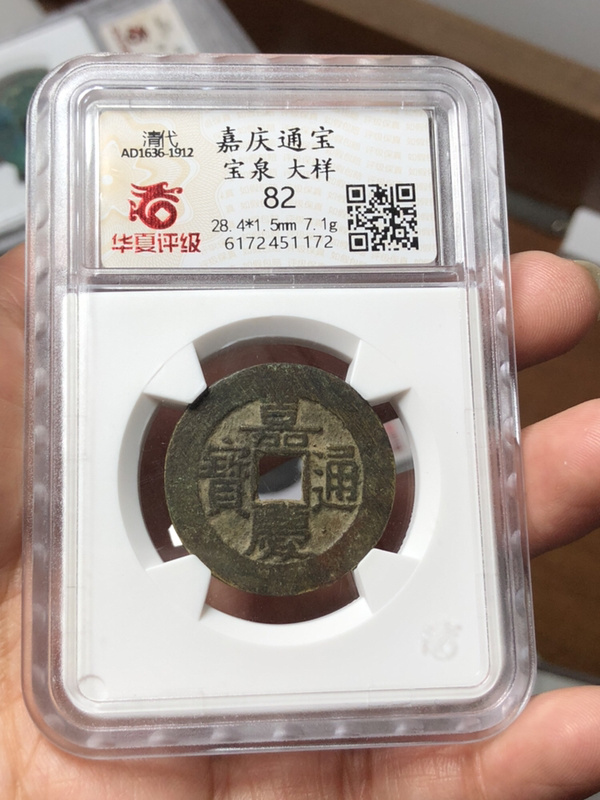 清代
AD1636-1912
华夏评级
嘉庆通宝
宝泉 大样
82
28.4*1.5mm 7.1g
6172451172
嘉慶通寶